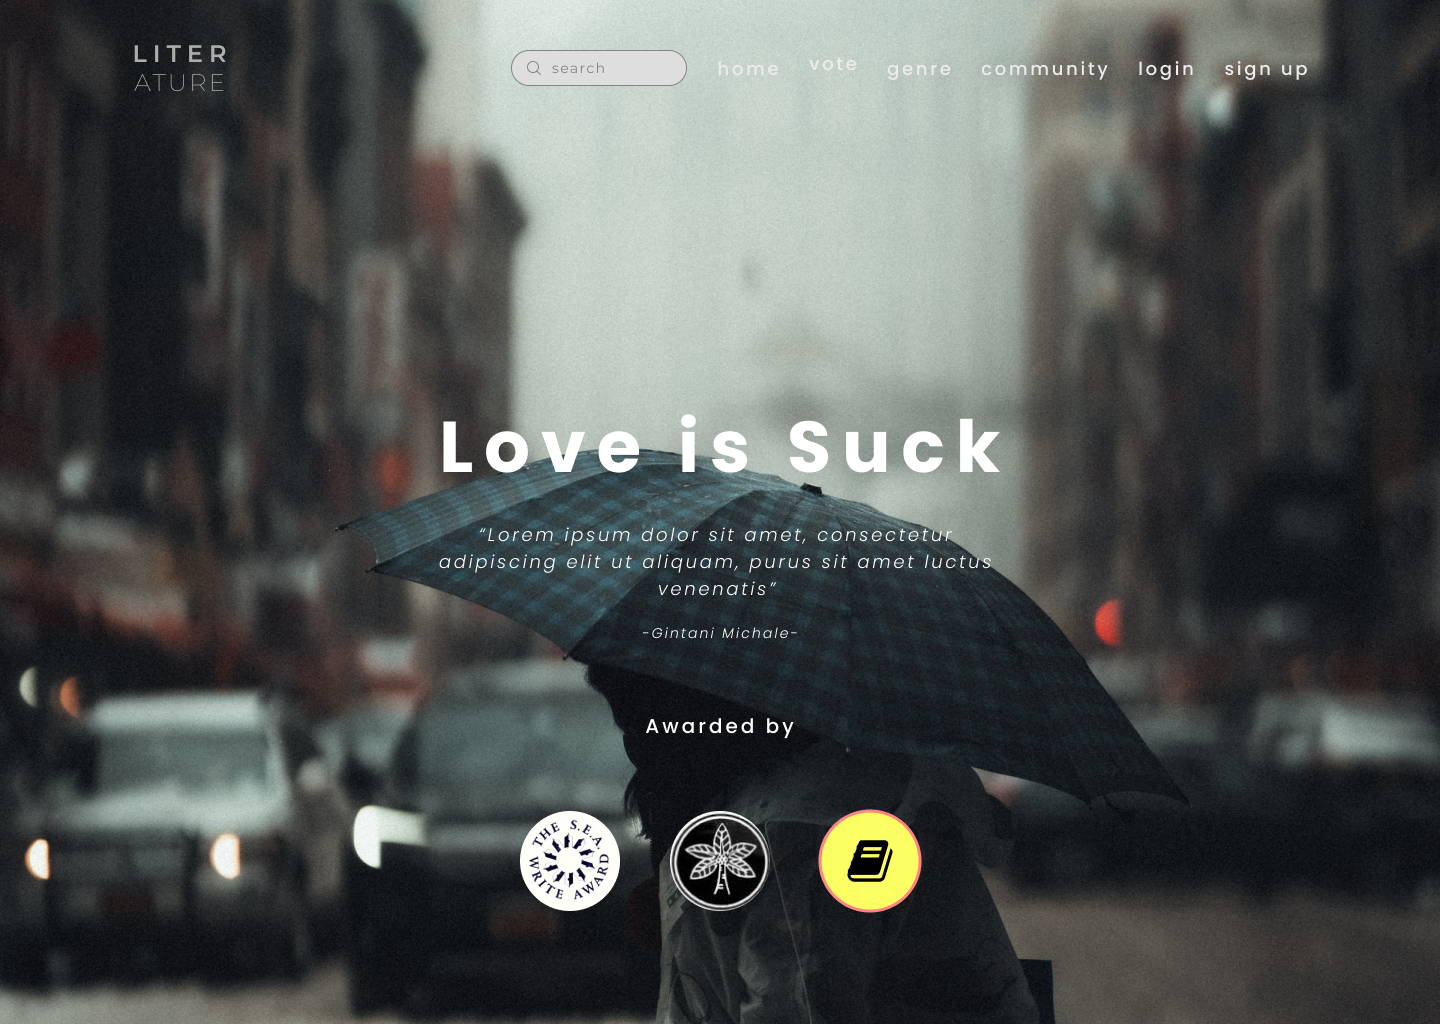 LITER
ATURE
search
home
vote
genre
community
login
sign up
Love is Suck
“Lorem ipsum dolor sit amet, consectetur
adipiscing elit ut aliquam, purus sit amet luctus
venenatis”
-Gintani Michale-
Awarded by
THE S.E.A.
WRITE AWARD